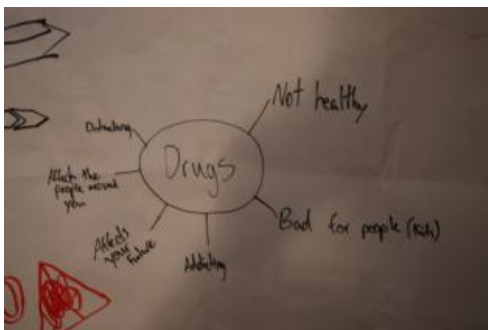 Drugs
Not healthy
Bad for people (Kids)
Addicting
Affects
your
future
Affects the
people around
you
Distracting